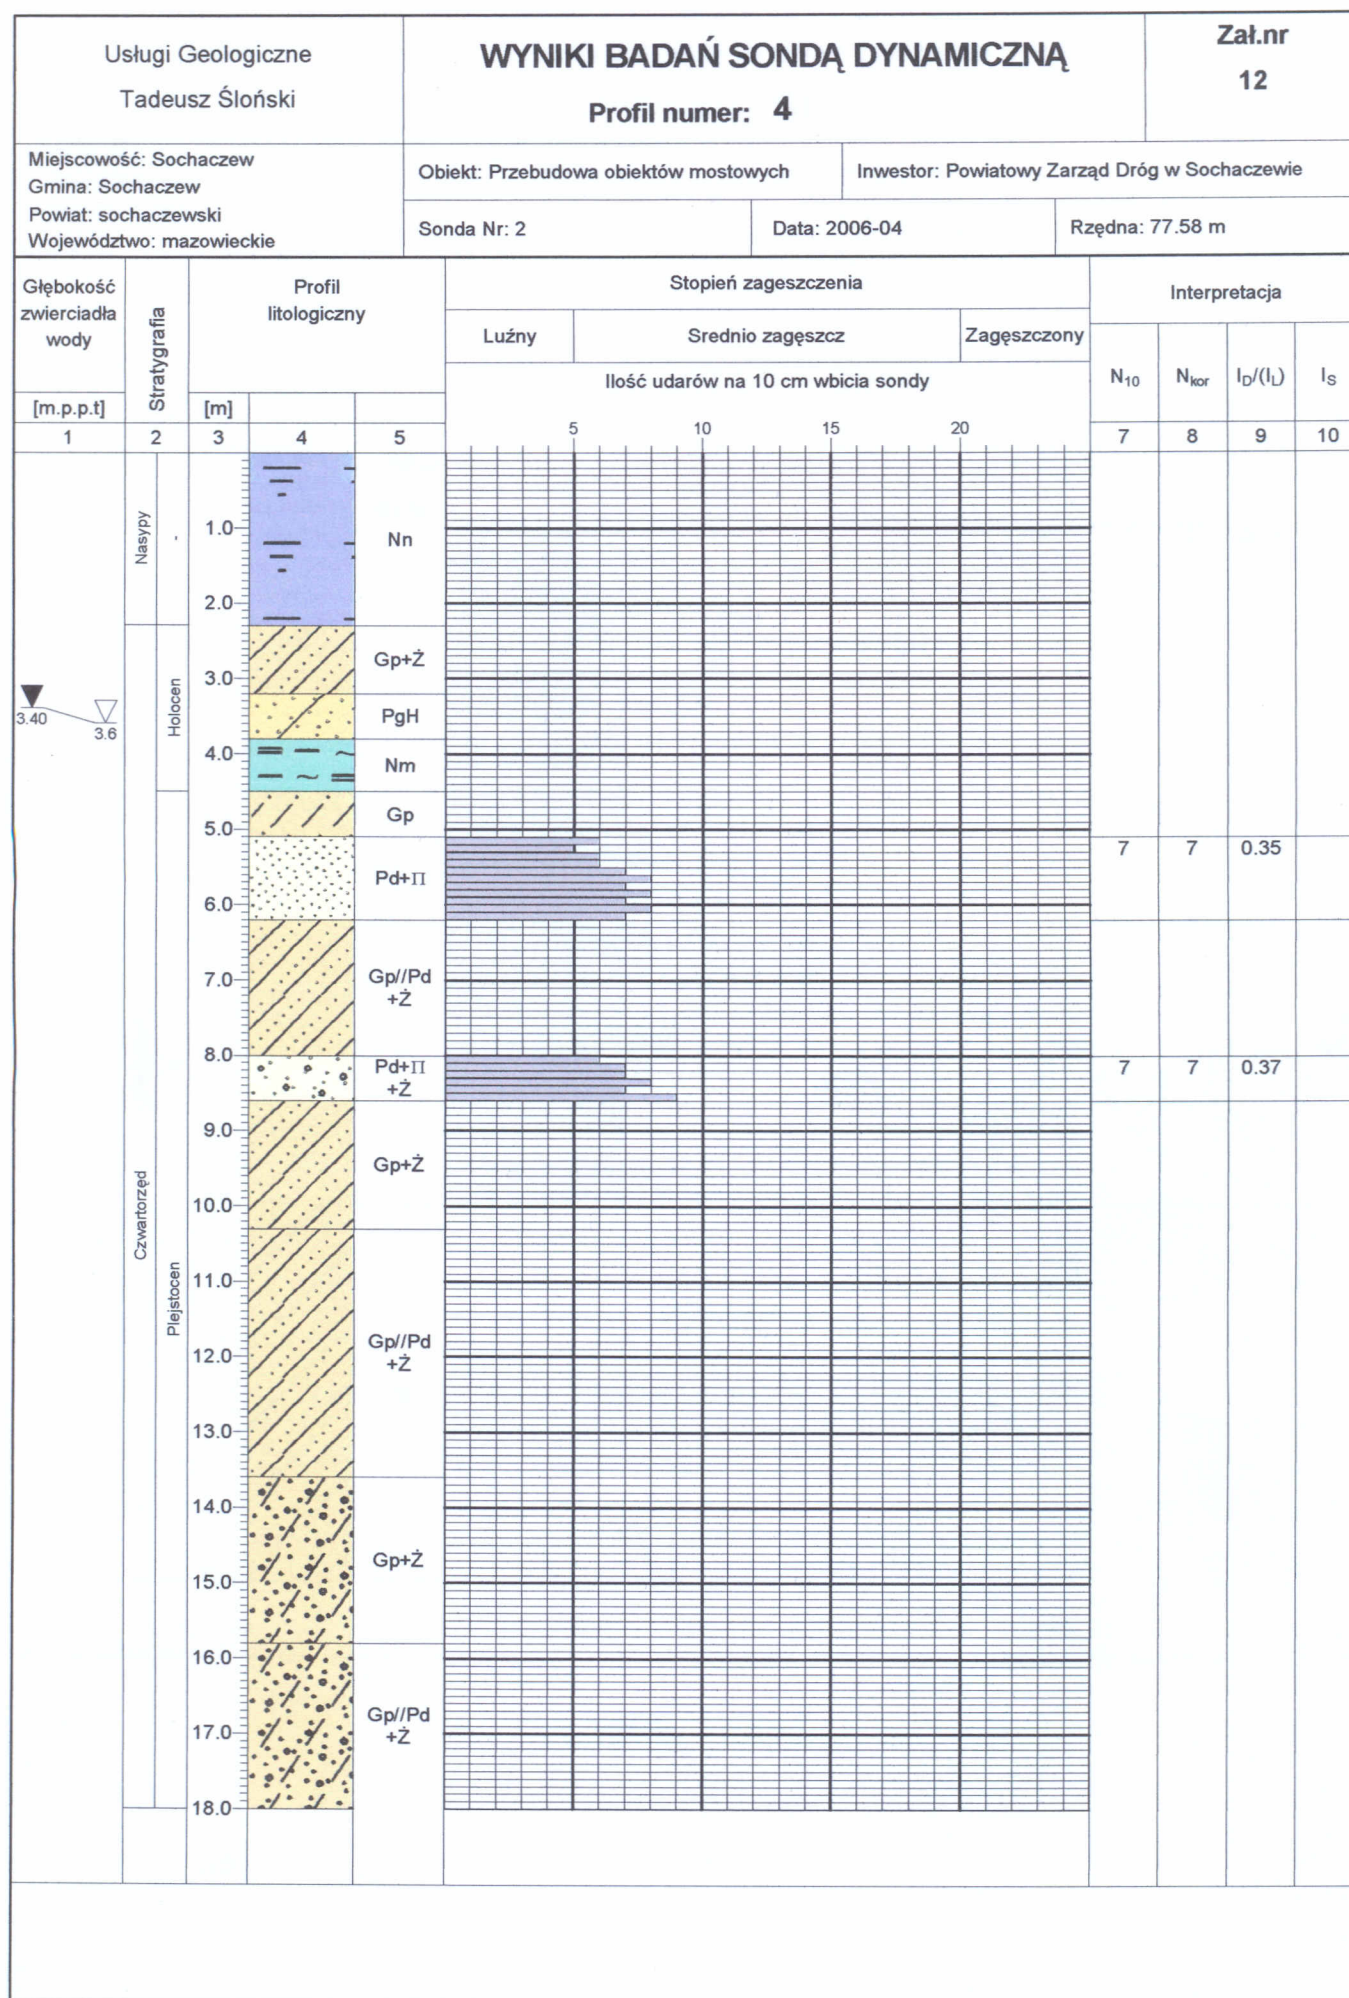 Usługi Geologiczne
Tadeusz Śloński
WYNIKI BADAŃ SONDĄ DYNAMICZNĄ
Profil numer: 4
Zał.nr
12
Miejscowość: Sochaczew
Gmina: Sochaczew
Powiat: sochaczewski
Województwo: mazowieckie
Obiekt: Przebudowa obiektów mostowych
Inwestor: Powiatowy Zarząd Dróg w Sochaczewie
Sonda Nr: 2
Data: 2006-04
Rzędna: 77.58 m
Głębokość
zwierciadła
wody
[m.p.p.t]
Stratygrafia
Profil
litologiczny
[m]
Stopień zageszczenia
Luźny
Srednio zagęszcz
Zagęszczony
Ilość udarów na 10 cm wbicia sondy
5 10 15 20
Interpretacja
N10 Nkor ID/(IL) IS
1 2 3 4 5 7 8 9 10
Nasypy
-
Nn
1.0
2.0
Gp+Ż
3.0
Holocen
3.40
3.6
PgH
4.0
Nm
Gp
5.0
Pd+Π
7 7 0.35
6.0
7.0
Gp//Pd
+Ż
8.0
Pd+Π
+Ż
7 7 0.37
9.0
Gp+Ż
10.0
Czwartorzęd
Plejstocen
11.0
Gp//Pd
+Ż
12.0
13.0
14.0
Gp+Ż
15.0
16.0
Gp//Pd
+Ż
17.0
18.0